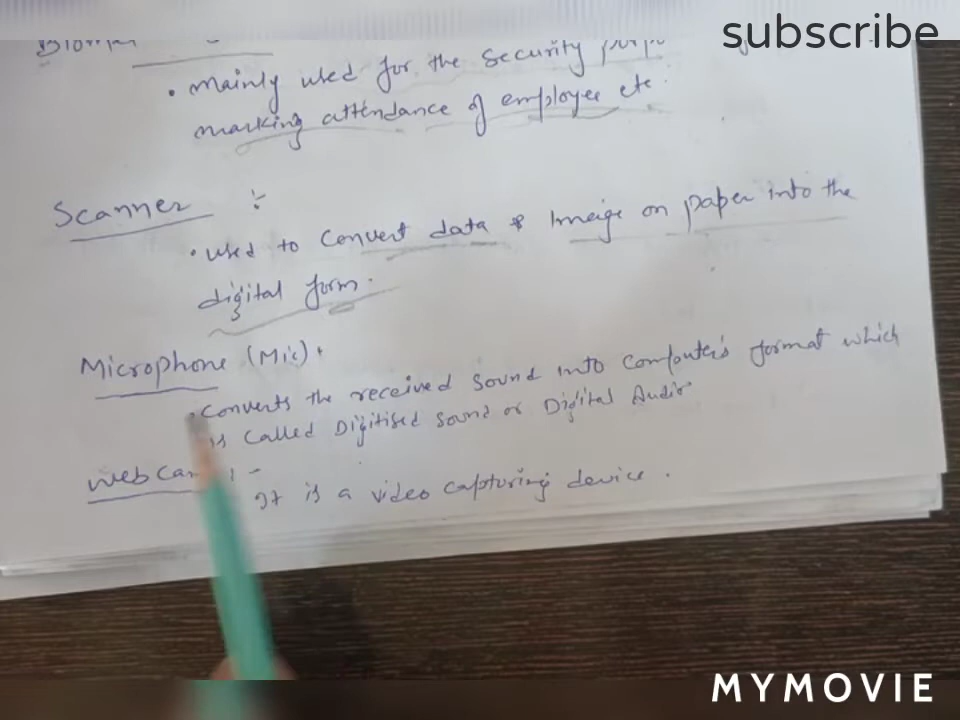 subscribe
• Mainly used for the security
marking attendance of employee etc.
Scanner :-
• used to convert data & Image on paper into the
digital form.
Microphone (Mic).
• Converts the received sound into computer's format which
is called Digitised sound or Digital Audio
Web Cam :-
It is a video capturing device.
MYMOVIE